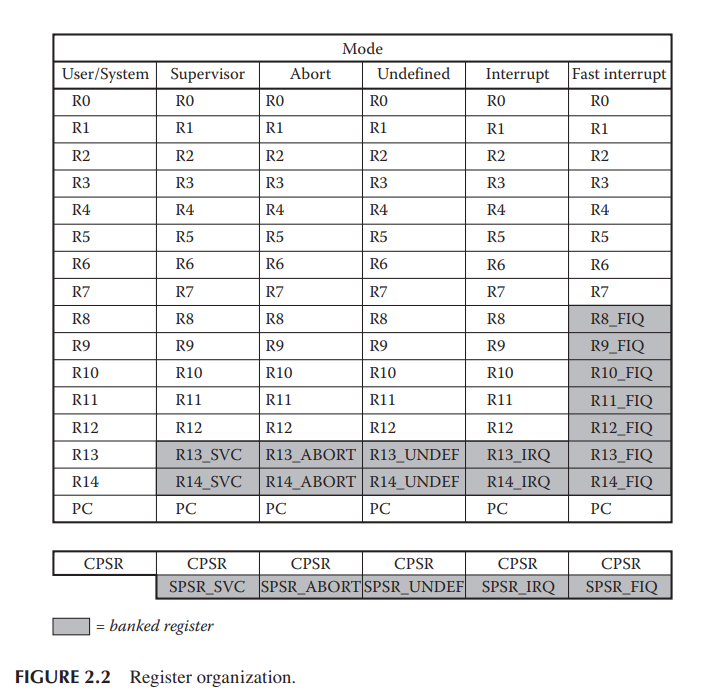 Mode
User/System Supervisor Abort Undefined Interrupt Fast interrupt
R0 R0 R0 R0 R0 R0
R1 R1 R1 R1 R1 R1
R2 R2 R2 R2 R2 R2
R3 R3 R3 R3 R3 R3
R4 R4 R4 R4 R4 R4
R5 R5 R5 R5 R5 R5
R6 R6 R6 R6 R6 R6
R7 R7 R7 R7 R7 R7
R8 R8 R8 R8 R8 R8_FIQ
R9 R9 R9 R9 R9 R9_FIQ
R10 R10 R10 R10 R10 R10_FIQ
R11 R11 R11 R11 R11 R11_FIQ
R12 R12 R12 R12 R12 R12_FIQ
R13 R13_SVC R13_ABORT R13_UNDEF R13_IRQ R13_FIQ
R14 R14_SVC R14_ABORT R14_UNDEF R14_IRQ R14_FIQ
PC PC PC PC PC PC
CPSR CPSR CPSR CPSR CPSR CPSR
SPSR_SVC SPSR_ABORT SPSR_UNDEF SPSR_IRQ SPSR_FIQ
= banked register
FIGURE 2.2 Register organization.